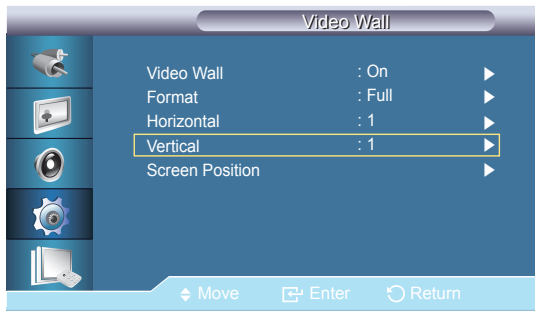 Video Wall
Video Wall : On
Format : Full
Horizontal : 1
Vertical : 1
Screen Position
Move Enter Return